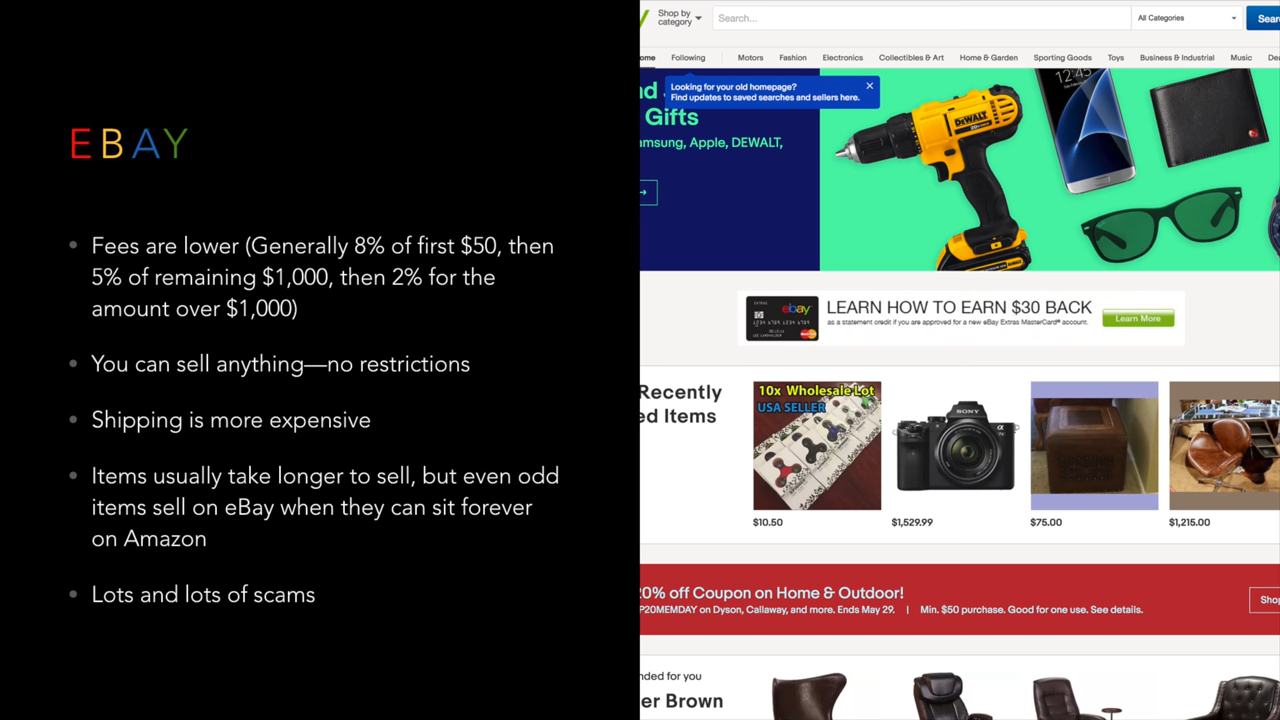 EBAY
Fees are lower (Generally 8% of first $50, then
5% of remaining $1,000, then 2% for the
amount over $1,000)
You can sell anything—no restrictions
Shipping is more expensive
Items usually take longer to sell, but even odd
items sell on eBay when they can sit forever
on Amazon
Lots and lots of scams
Shop by
category
Search...
All Categories
Sear
ome Following Motors Fashion Electronics Collectibles & Art Home & Garden Sporting Goods Toys Business & Industrial Music Dea
Looking for your old homepage?
Find updates to saved searches and sellers here.
nd
Gifts
amsung, Apple, DEWALT,
DEWALT
12:45
LEARN HOW TO EARN $30 BACK
as a statement credit if you are approved for a new eBay Extras MasterCard® account.
Learn More
ebay
Recently
ed Items
10x Wholesale Lot
USA SELLER
SONY
$10.50
$1,529.99
$75.00
$1,215.00
20% off Coupon on Home & Outdoor!
P20MEMDAY on Dyson, Callaway, and more. Ends May 29. | Min. $50 purchase. Good for one use. See details.
Shop
nded for you
er Brown